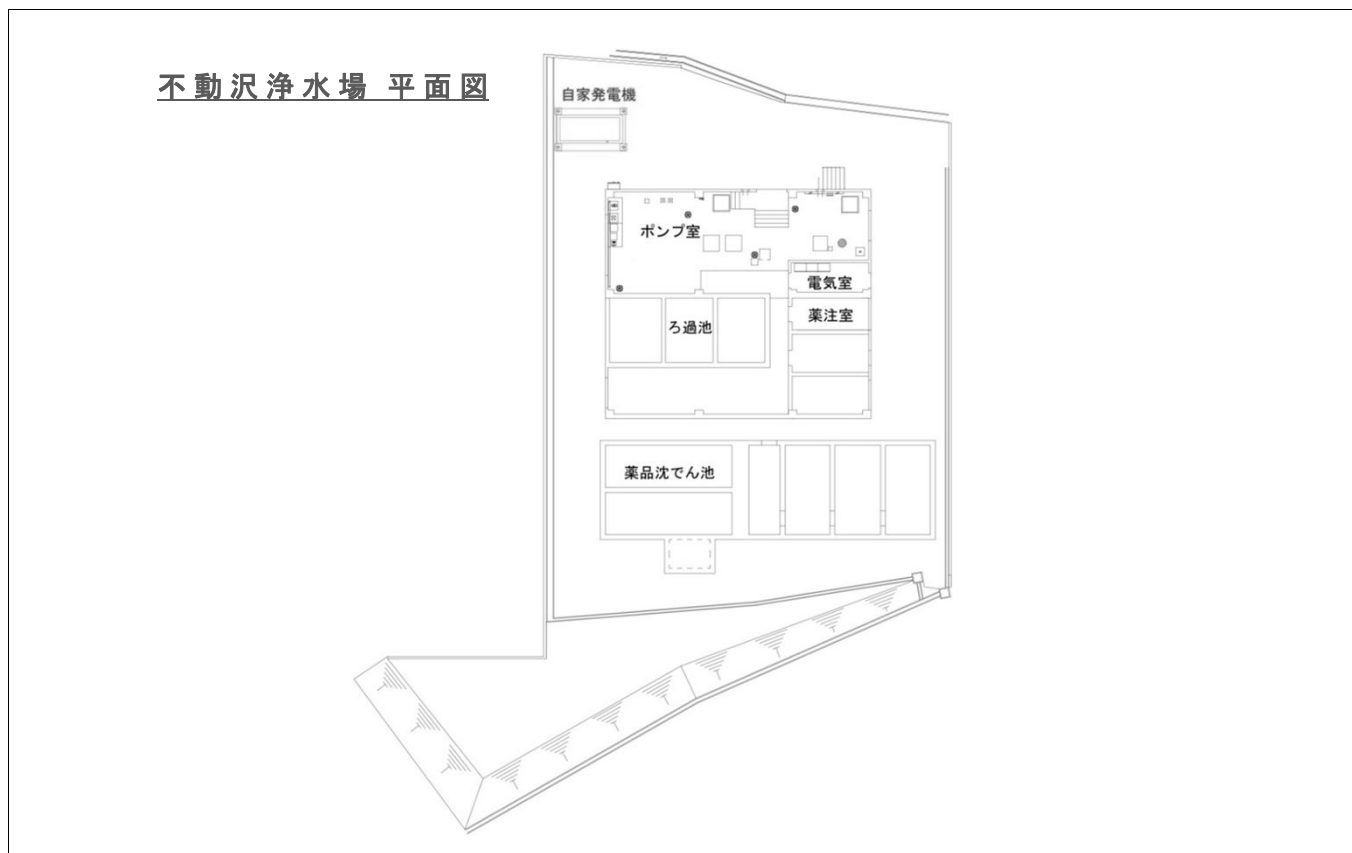 不動沢浄水場 平面図
自家発電機
ポンプ室
電気室
薬注室
ろ過池
薬品沈でん池